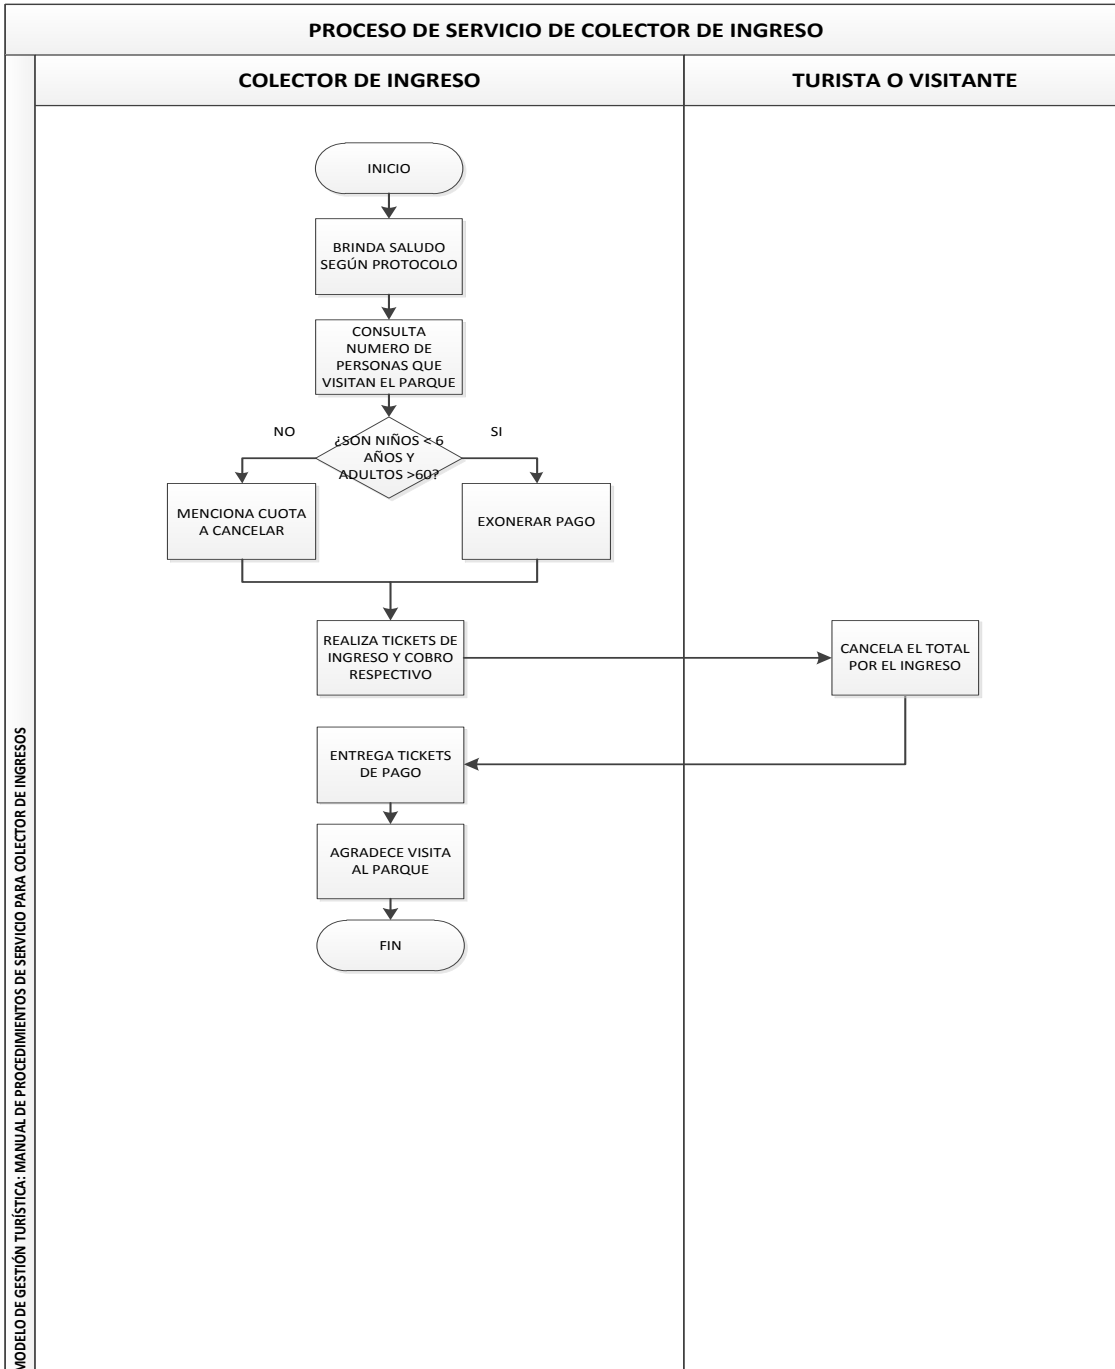 PROCESO DE SERVICIO DE COLECTOR DE INGRESO
COLECTOR DE INGRESO
TURISTA O VISITANTE
INICIO
BRINDA SALUDO
SEGÚN PROTOCOLO
CONSULTA
NUMERO DE
PERSONAS QUE
VISITAN EL PARQUE
NO
¿SON NIÑOS < 6
AÑOS Y
ADULTOS >60?
SI
MENCIONA CUOTA
A CANCELAR
EXONERAR PAGO
REALIZA TICKETS DE
INGRESO Y COBRO
RESPECTIVO
CANCELA EL TOTAL
POR EL INGRESO
ENTREGA TICKETS
DE PAGO
AGRADECE VISITA
AL PARQUE
FIN
MODELO DE GESTIÓN TURÍSTICA: MANUAL DE PROCEDIMIENTOS DE SERVICIO PARA COLECTOR DE INGRESOS